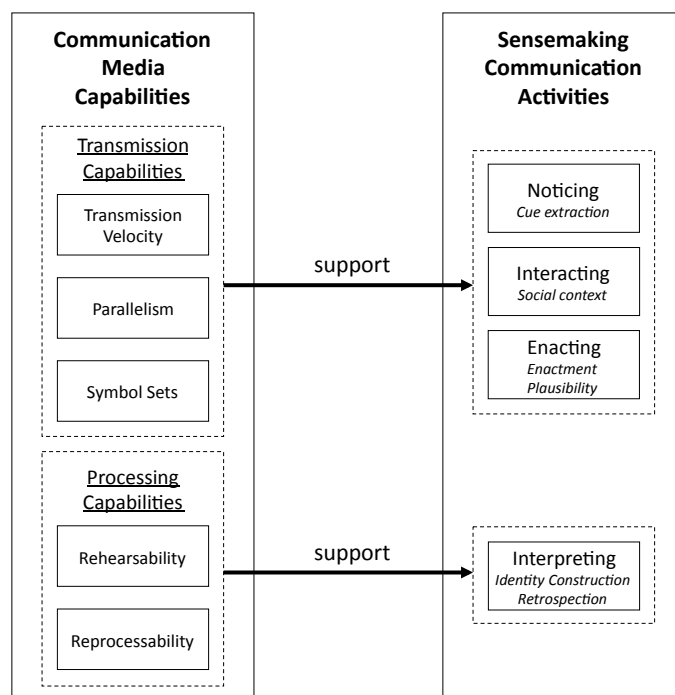 Communication
Media
Capabilities
Transmission
Capabilities
Transmission
Velocity
Parallelism
Symbol Sets
Processing
Capabilities
Rehearsability
Reprocessability
support
support
Sensemaking
Communication
Activities
Noticing
Cue extraction
Interacting
Social context
Enacting
Enactment
Plausibility
Interpreting
Identity Construction
Retrospection